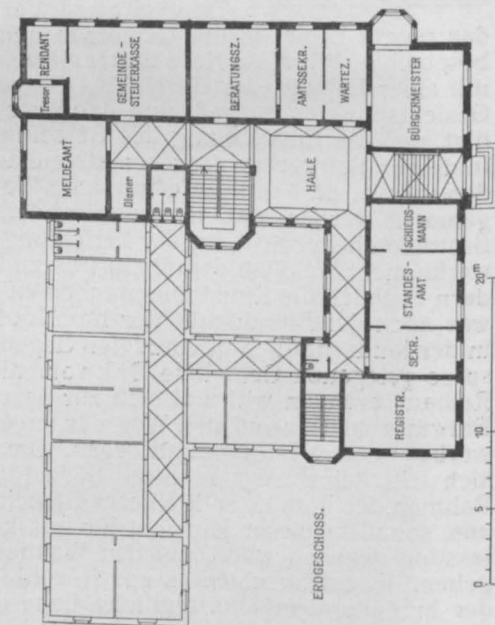 RENDANT
Tresor
GEMEINDE-
STEUERKASSE
BERATUNGSZ.
AMTSSEKR.
WARTEZ.
BÜRGERMEISTER
MELDEAMT
Diener
HALLE
SCHIEDS-
MANN
STANDES-
AMT
SEKR.
REGISTR.
ERDGESCHOSS.
20m
10
5
0